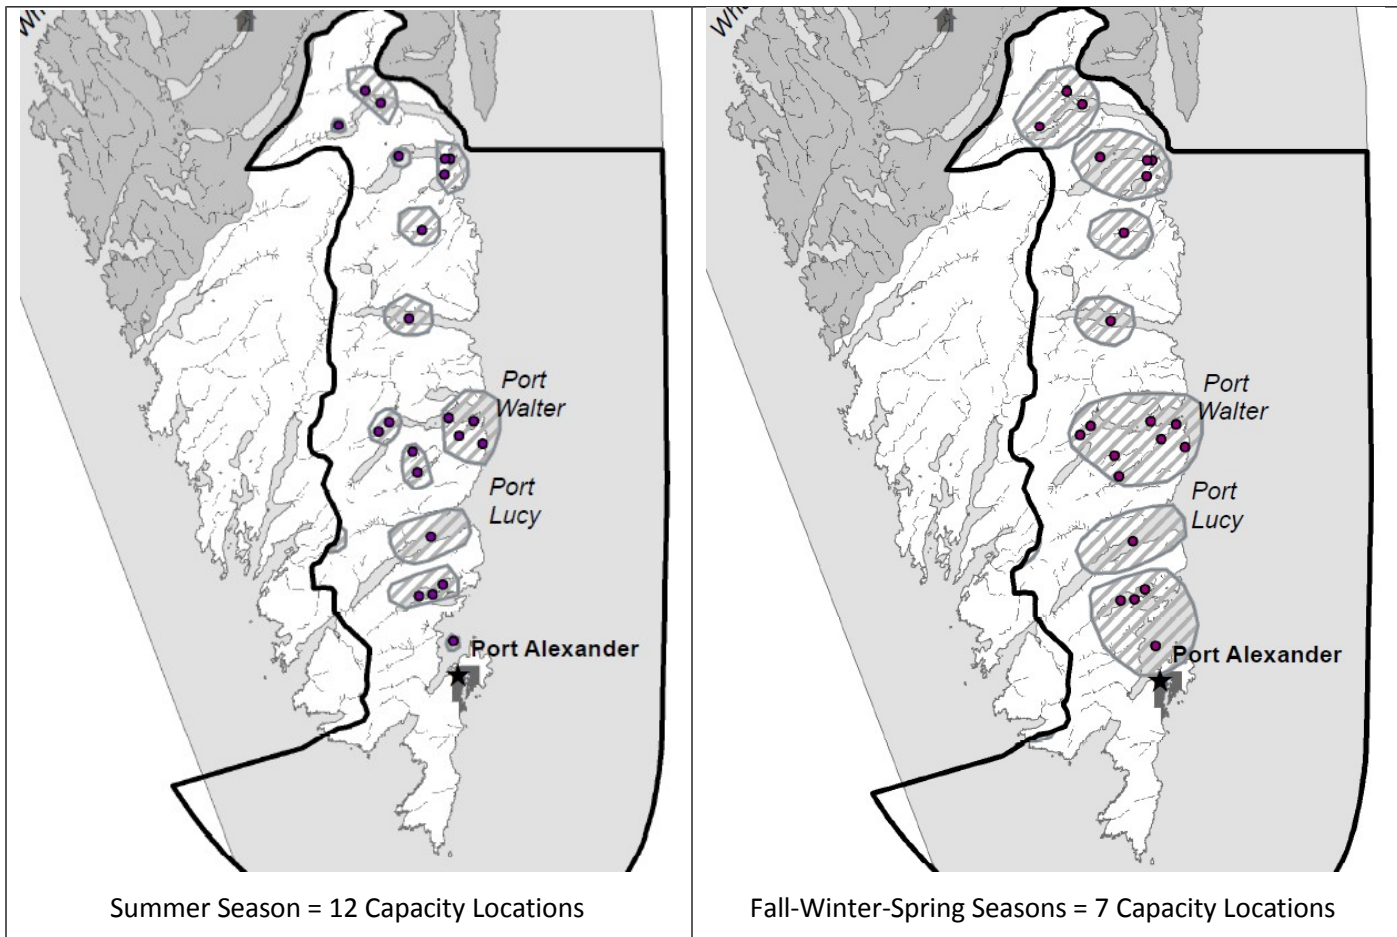 Port
Walter
Port
Lucy
Port Alexander
Summer Season = 12 Capacity Locations
Port
Walter
Port
Lucy
Port Alexander
Fall-Winter-Spring Seasons = 7 Capacity Locations